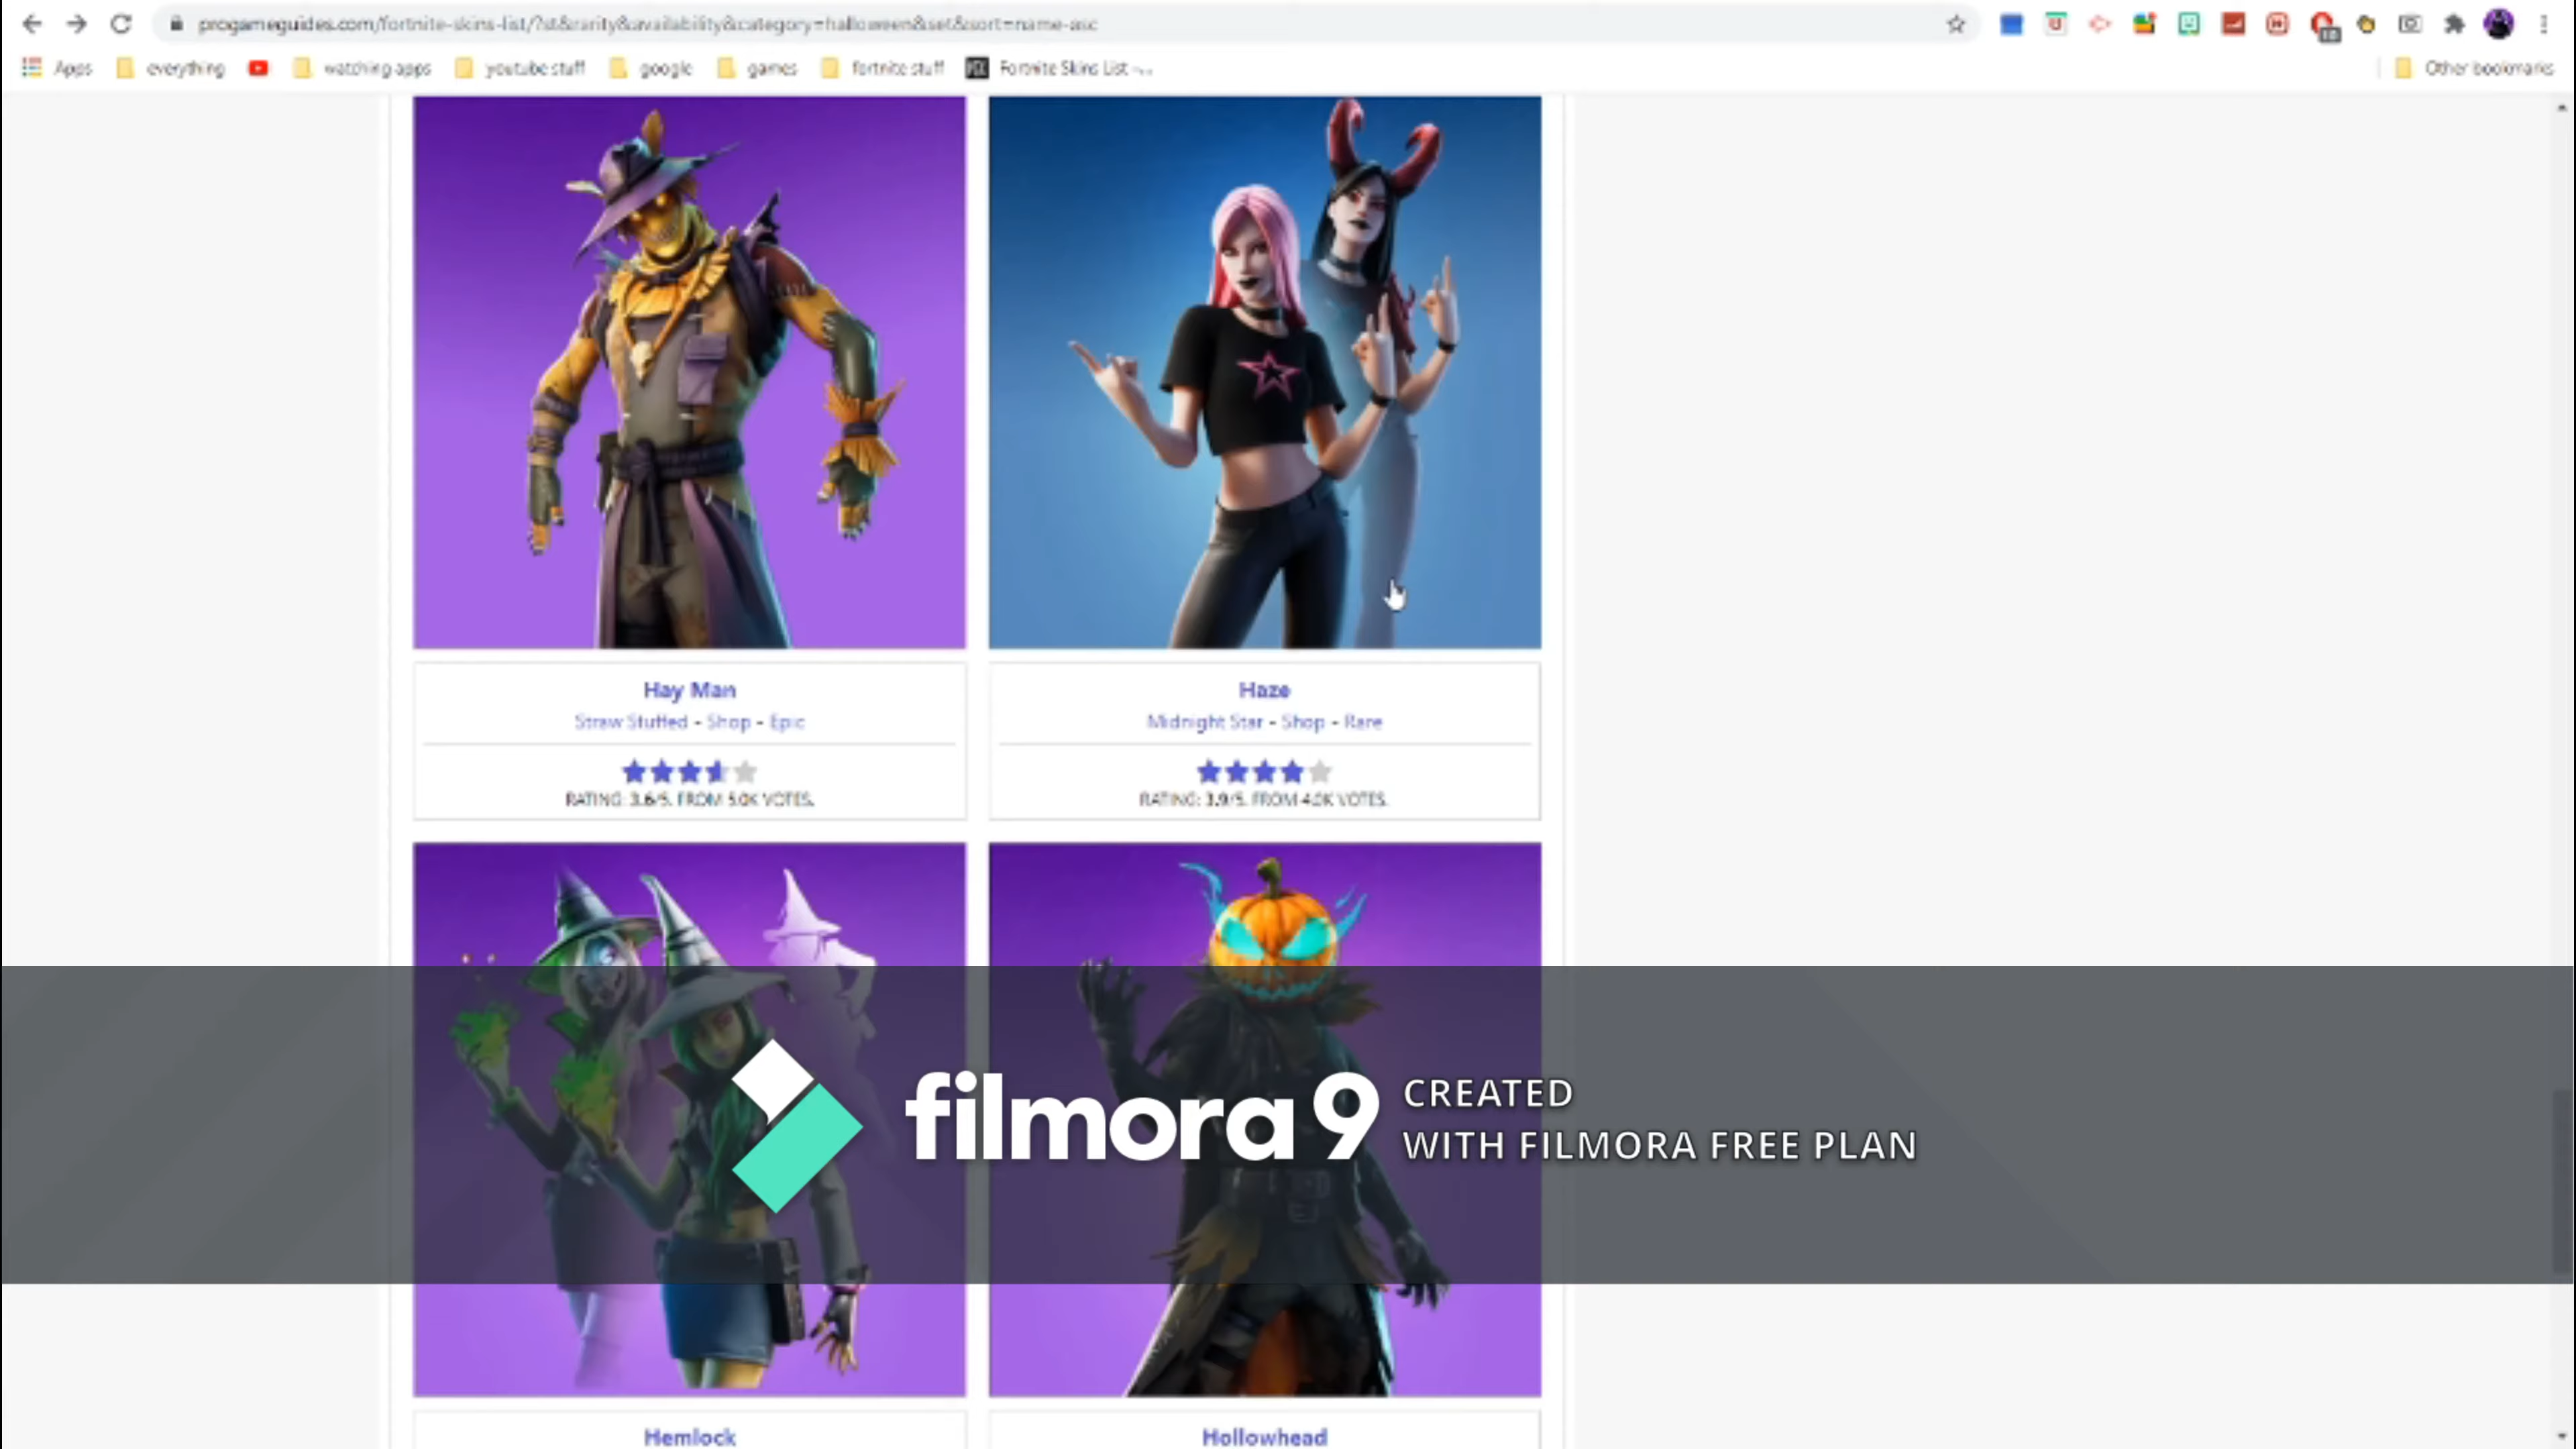 progameguides.com/fortnite-skins-list/?st&rarity&availability&category=halloween&set&sort=name-asc
Apps everything watching apps youtube stuff google games fortnite stuff Fortnite Skins List -... Other bookmarks
Hay Man
Straw Stuffed - Shop - Epic
RATING: 3.6/5. FROM 5.0K VOTES.
Haze
Midnight Star - Shop - Rare
RATING: 3.9/5. FROM 4.0K VOTES.
filmora9
CREATED
WITH FILMORA FREE PLAN
Hemlock
Hollowhead